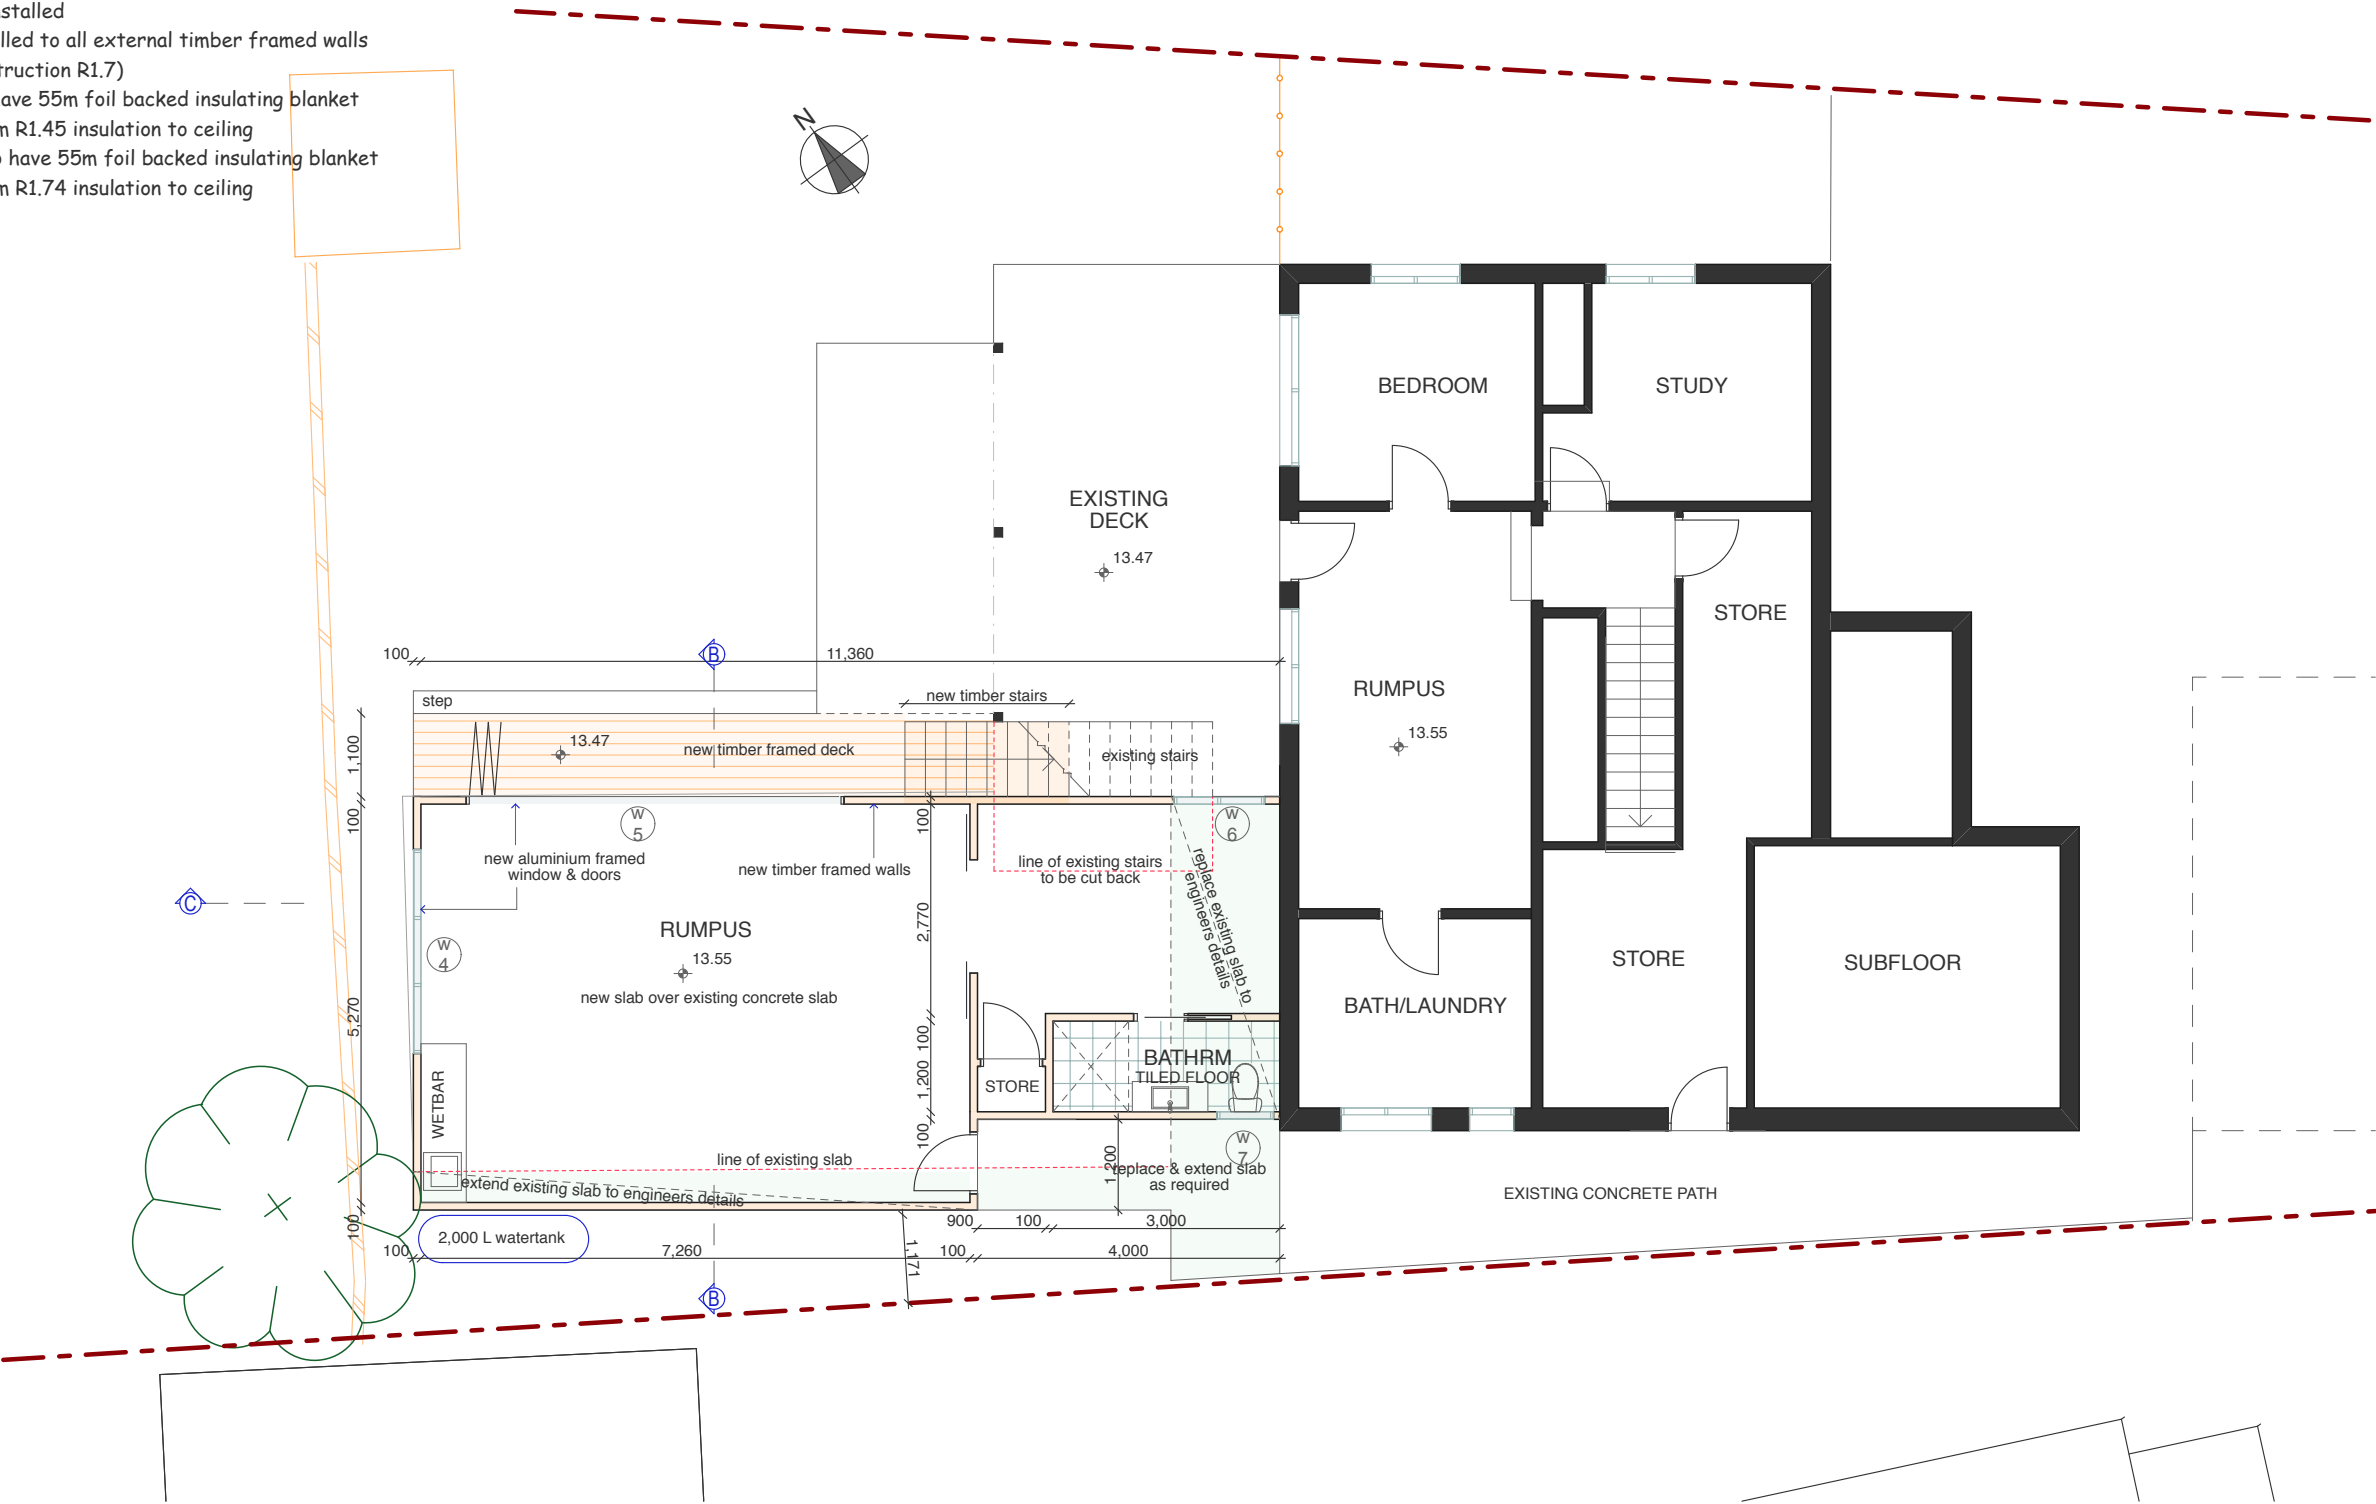 nstalled
lled to all external timber framed walls
truction R1.7)
ave 55m foil backed insulating blanket
m R1.45 insulation to ceiling
o have 55m foil backed insulating blanket
m R1.74 insulation to ceiling
N
BEDROOM
STUDY
EXISTING
DECK
13.47
STORE
100
B
11,360
RUMPUS
13.55
step
new timber stairs
1,100
13.47
new timber framed deck
existing stairs
100
W
5
100
W
6
new aluminium framed
window & doors
new timber framed walls
line of existing stairs
to be cut back
replace existing slab to
engineers details
C
2,770
RUMPUS
13.55
new slab over existing concrete slab
W
4
STORE
SUBFLOOR
BATH/LAUNDRY
5,270
100
BATHRM
TILED FLOOR
1,200
STORE
WETBAR
100
W
7
1,200
line of existing slab
replace & extend slab
as required
extend existing slab to engineers details
EXISTING CONCRETE PATH
100
900
100
3,000
2,000 L watertank
100
7,260
100
4,000
1,171
B